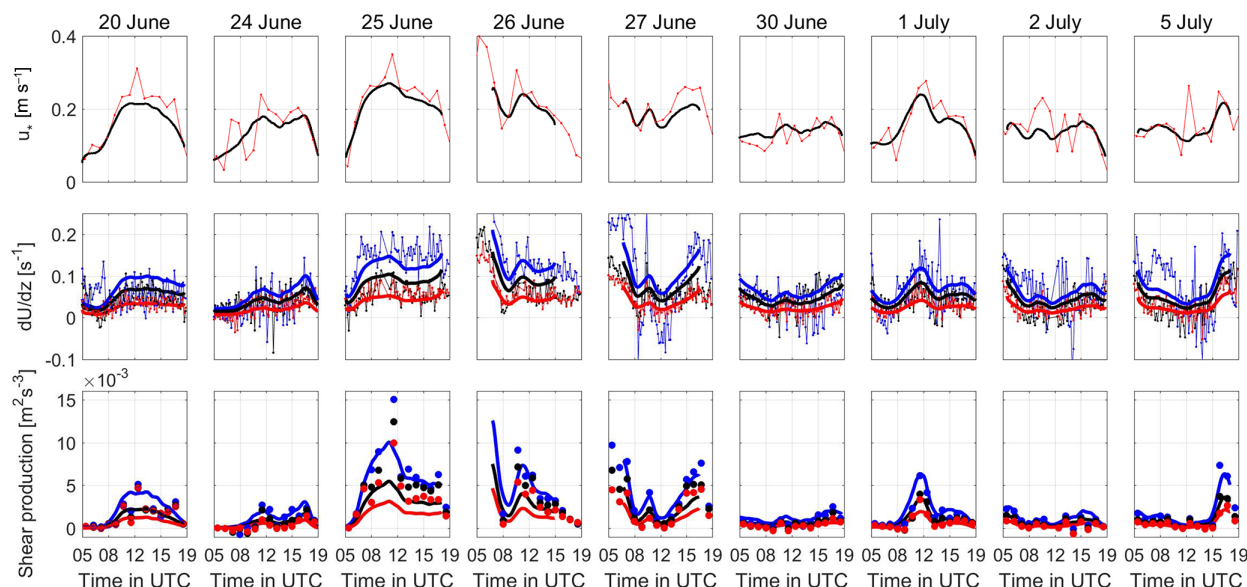 20 June 24 June 25 June 26 June 27 June 30 June 1 July 2 July 5 July
0.4
0.2
0
u* [m s⁻¹]
0.2
0.1
0
-0.1
dU/dz [s⁻¹]
×10⁻³
15
10
5
0
Shear production [m²s⁻³]
05 08 12 15 19 05 08 12 15 19 05 08 12 15 19 05 08 12 15 19 05 08 12 15 19 05 08 12 15 19 05 08 12 15 19 05 08 12 15 19 05 08 12 15 19
Time in UTC Time in UTC Time in UTC Time in UTC Time in UTC Time in UTC Time in UTC Time in UTC Time in UTC